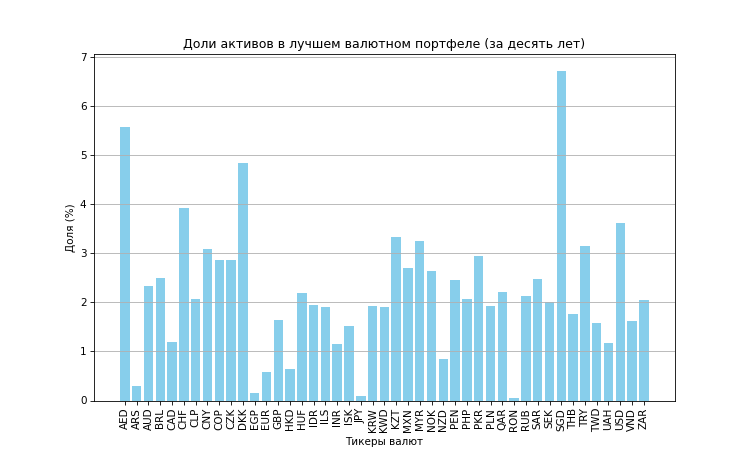 Доли активов в лучшем валютном портфеле (за десять лет)
Доля (%)
7
6
5
4
3
2
1
0
AED ARS AUD BRL CAD CHF CLP CNY COP CZK DKK EGP EUR GBP HKD HUF IDR ILS INR ISK JPY KRW KWD KZT MXN MYR NOK NZD PEN PHP PKR PLN QAR RON RUB SAR SEK SGD THB TRY TWD UAH USD VND ZAR
Тикеры валют